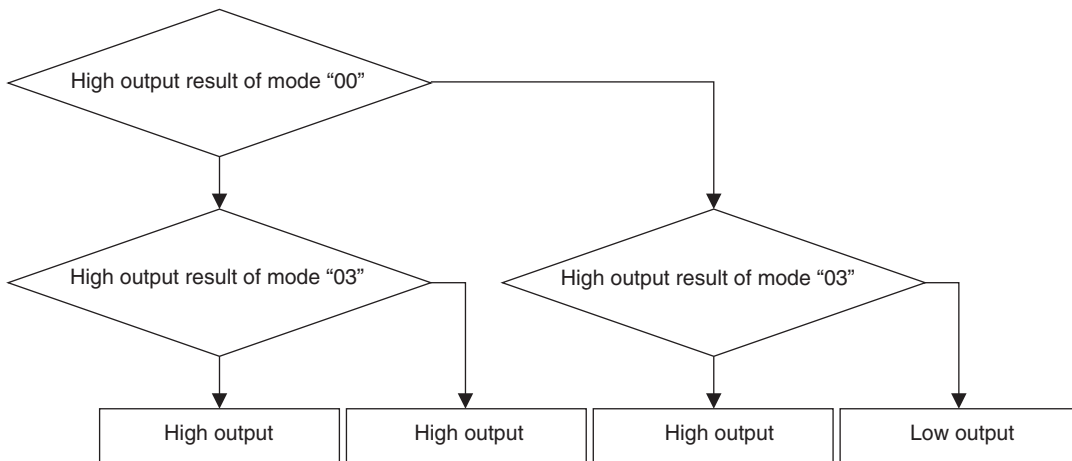 High output result of mode “00”
High output result of mode “03”
High output result of mode “03”
High output
High output
High output
Low output